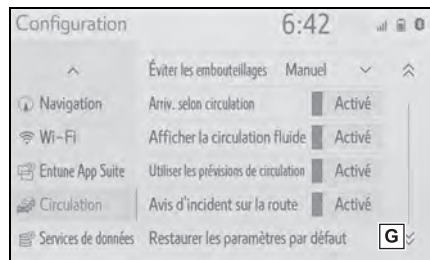 Configuration 6:42 0
Éviter les embouteillages Manuel
Navigation Arriv. selon circulation Activé
Wi-Fi Afficher la circulation fluide Activé
Entune App Suite Utiliser les prévisions de circulation Activé
Circulation Avis d'incident sur la route Activé
Services de données Restaurer les paramètres par défaut G